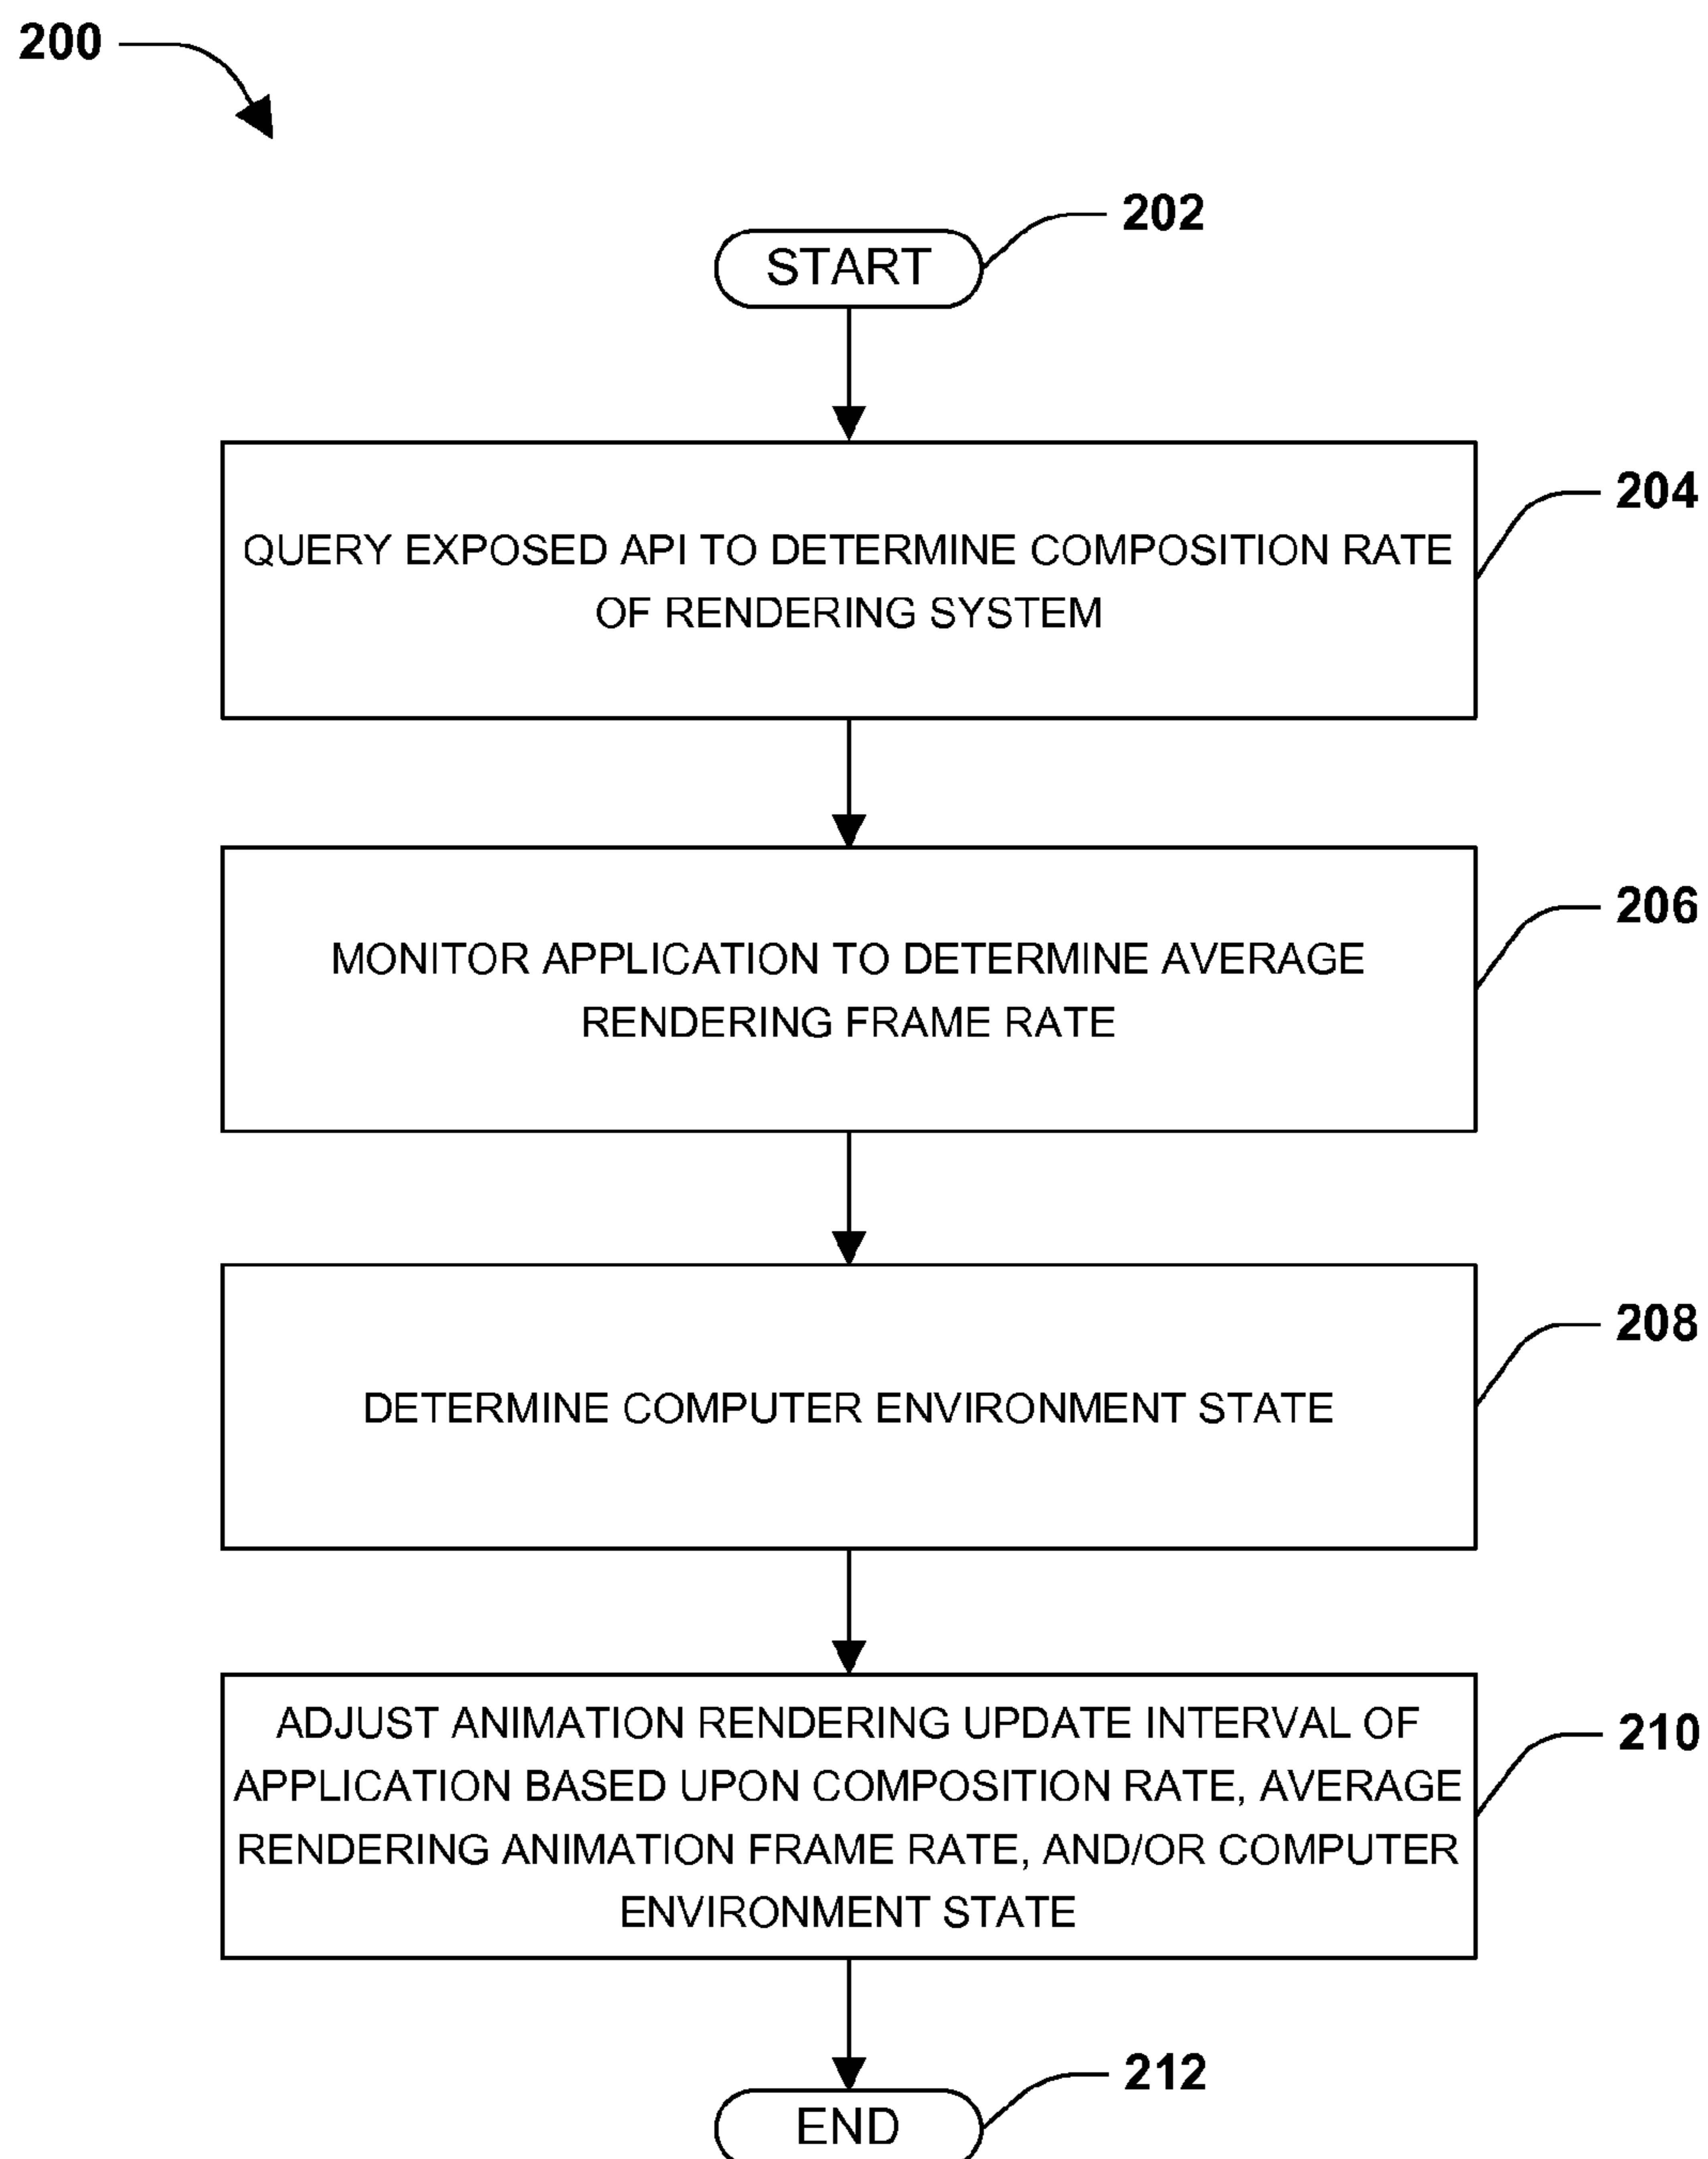 200
202
START
204
QUERY EXPOSED API TO DETERMINE COMPOSITION RATE
OF RENDERING SYSTEM
206
MONITOR APPLICATION TO DETERMINE AVERAGE
RENDERING FRAME RATE
208
DETERMINE COMPUTER ENVIRONMENT STATE
210
ADJUST ANIMATION RENDERING UPDATE INTERVAL OF
APPLICATION BASED UPON COMPOSITION RATE, AVERAGE
RENDERING ANIMATION FRAME RATE, AND/OR COMPUTER
ENVIRONMENT STATE
212
END